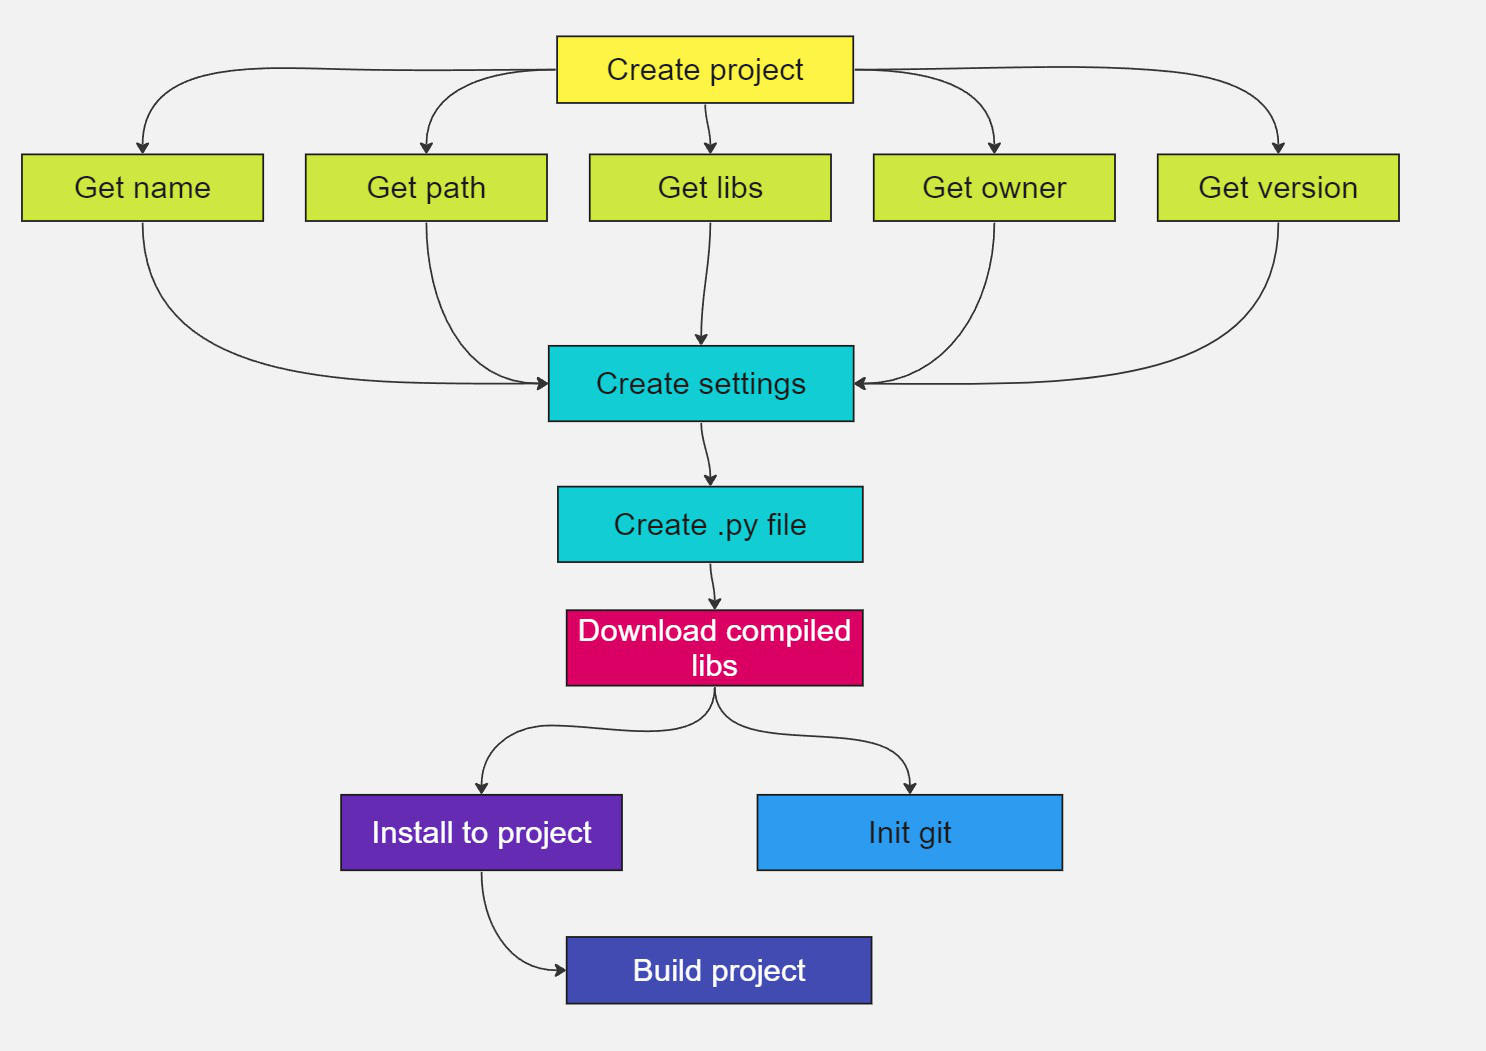 Create project
Get name
Get path
Get libs
Get owner
Get version
Create settings
Create .py file
Download compiled
libs
Install to project
Init git
Build project